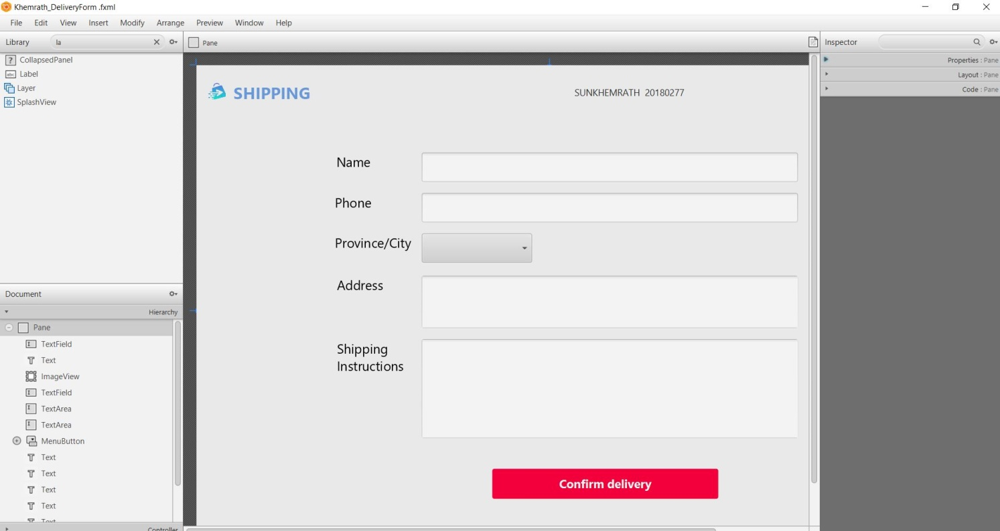 Khemrath_DeliveryForm .fxml
File Edit View Insert Modify Arrange Preview Window Help
Library la
CollapsedPanel
Label
Layer
SplashView
Document
Hierarchy
Pane
TextField
Text
ImageView
TextField
TextArea
TextArea
MenuButton
Text
Text
Text
Text
Text
Controller
Pane
SHIPPING
SUNKHEMRATH 20180277
Name
Phone
Province/City
Address
Shipping
Instructions
Confirm delivery
Inspector
Properties : Pane
Layout : Pane
Code : Pane